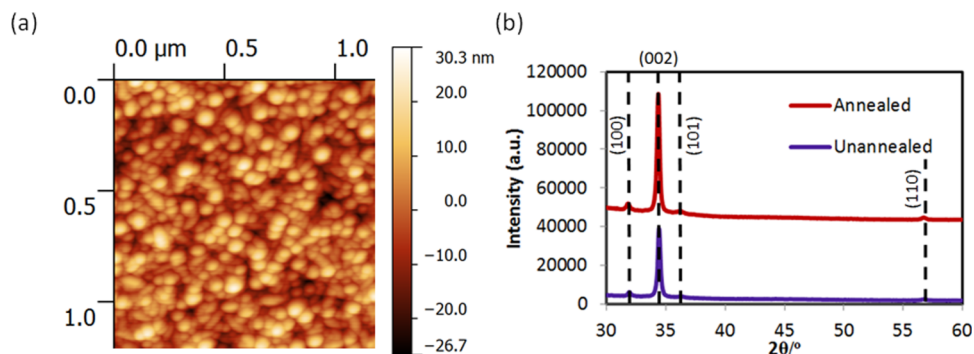 (a)
0.0 µm 0.5 1.0
0.0
0.5
1.0
30.3 nm
20.0
10.0
0.0
−10.0
−20.0
−26.7
(b)
(002)
120000
100000
80000
60000
40000
20000
0
Intensity (a.u.)
(100)
(101)
(110)
Annealed
Unannealed
30 35 40 45 50 55 60
2θ/°